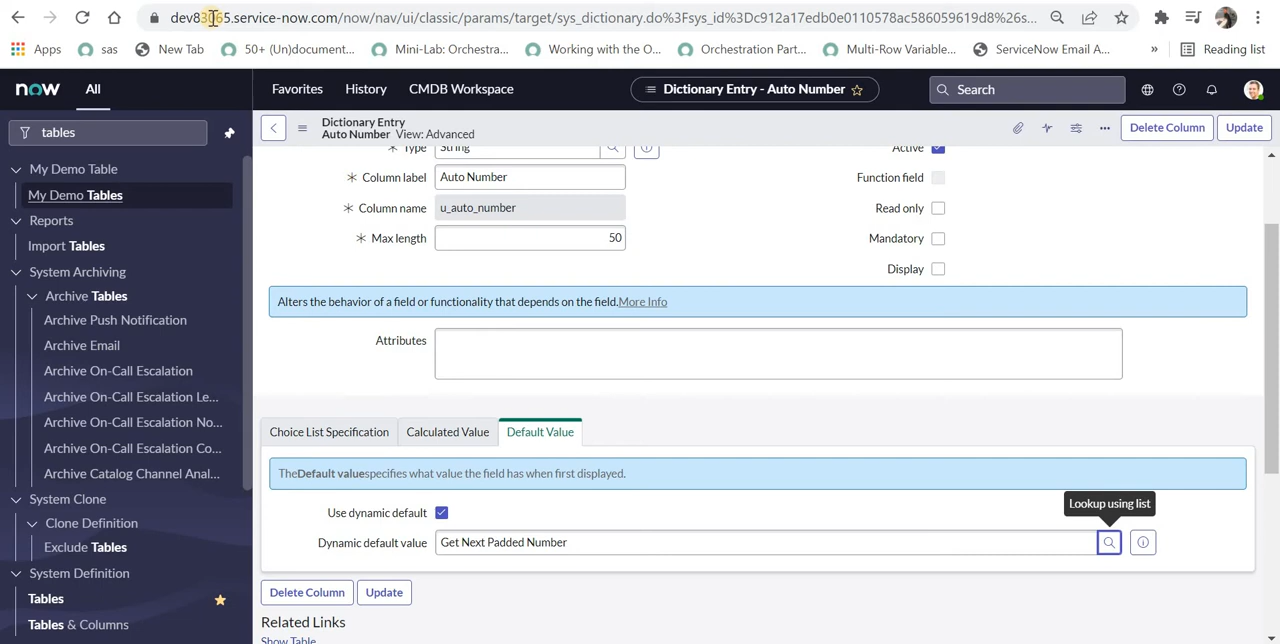 dev83065.service-now.com/now/nav/ui/classic/params/target/sys_dictionary.do%3Fsys_id%3Dc912a17edb0e0110578ac586059619d8%26s...
Apps sas New Tab 50+ (Un)document... Mini-Lab: Orchestra... Working with the O... Orchestration Part... Multi-Row Variable... ServiceNow Email A... » Reading list
now All Favorites History CMDB Workspace Dictionary Entry - Auto Number Search
tables
Dictionary Entry
Auto Number View: Advanced
Delete Column Update
My Demo Table
My Demo Tables
Reports
Import Tables
System Archiving
Archive Tables
Archive Push Notification
Archive Email
Archive On-Call Escalation
Archive On-Call Escalation Le...
Archive On-Call Escalation No...
Archive On-Call Escalation Co...
Archive Catalog Channel Anal...
System Clone
Clone Definition
Exclude Tables
System Definition
Tables
Tables & Columns
Type String
Active
Column label Auto Number
Function field
Column name u_auto_number
Read only
Max length 50
Mandatory
Display
Alters the behavior of a field or functionality that depends on the field.More Info
Attributes
Choice List Specification Calculated Value Default Value
TheDefault valuespecifies what value the field has when first displayed.
Lookup using list
Use dynamic default
Dynamic default value Get Next Padded Number
Delete Column Update
Related Links
Show Table